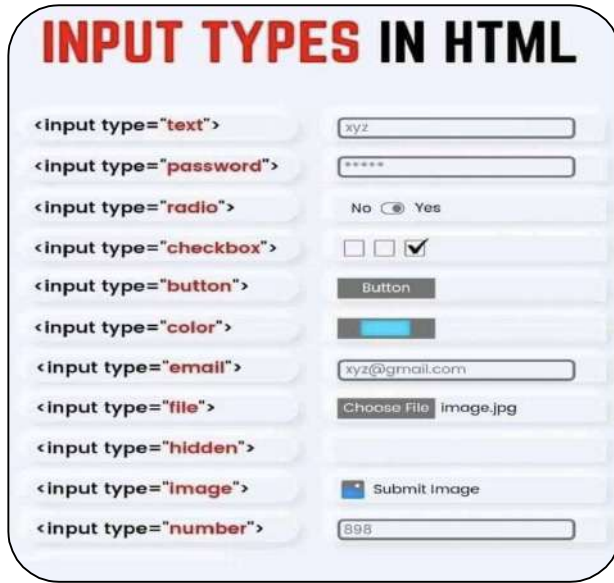 INPUT TYPES IN HTML
<input type="text"> xyz
<input type="password"> *****
<input type="radio"> No Yes
<input type="checkbox">
<input type="button"> Button
<input type="color">
<input type="email"> xyz@gmail.com
<input type="file"> Choose File image.jpg
<input type="hidden">
<input type="image"> Submit Image
<input type="number"> 898